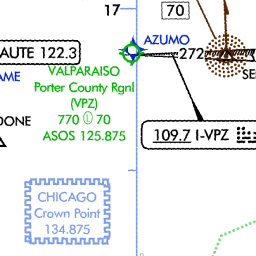 17
70
AZUMO
AUTE 122.3
272
AME
VALPARAISO
Porter County Rgnl
(VPZ)
770 Ⓛ 70
ASOS 125.875
SE
DONE
109.7 I-VPZ
CHICAGO
Crown Point
134.875